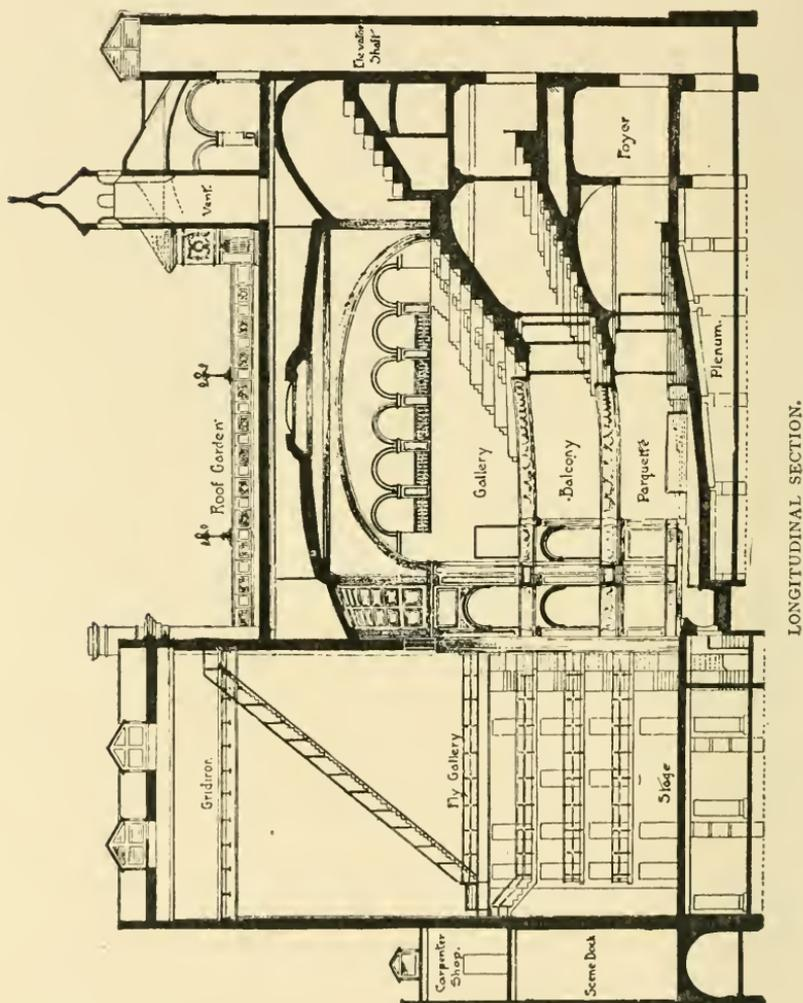 Elevator
Shaft
Vent.
Roof Garden
Foyer
Gallery
Balcony
Parquette
Plenum.
Gridiron
Fly Gallery
Stage
Carpenter
Shop.
Scene Dock
LONGITUDINAL SECTION.